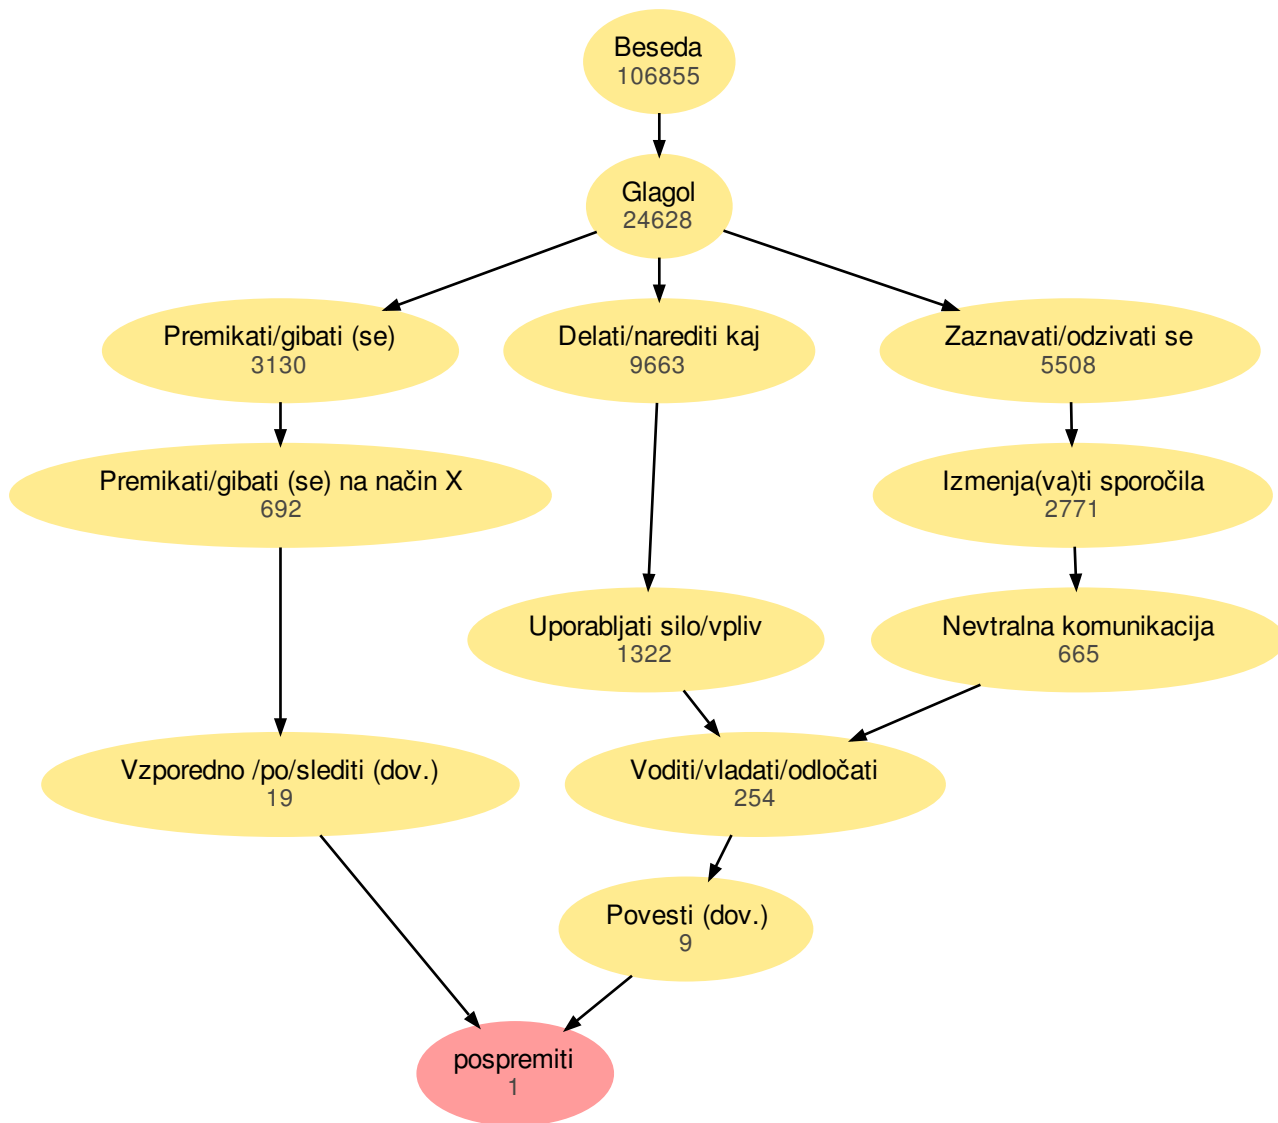 Beseda
106855
Glagol
24628
Premikati/gibati (se)
3130
Delati/narediti kaj
9663
Zaznavati/odzivati se
5508
Premikati/gibati (se) na način X
692
Izmenja(va)ti sporočila
2771
Uporabljati silo/vpliv
1322
Nevtralna komunikacija
665
Vzporedno /po/slediti (dov.)
19
Voditi/vladati/odločati
254
Povesti (dov.)
9
pospremiti
1